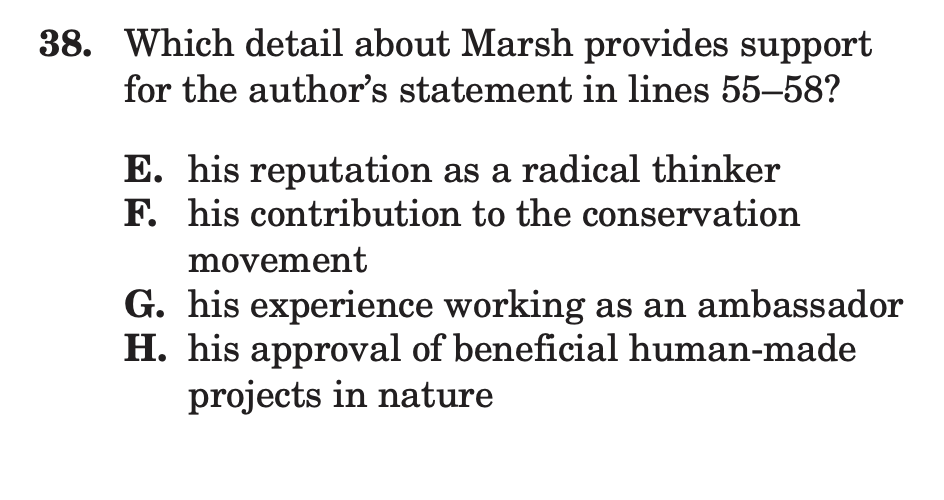 38. Which detail about Marsh provides support
for the author’s statement in lines 55–58?
E. his reputation as a radical thinker
F. his contribution to the conservation
movement
G. his experience working as an ambassador
H. his approval of beneficial human-made
projects in nature